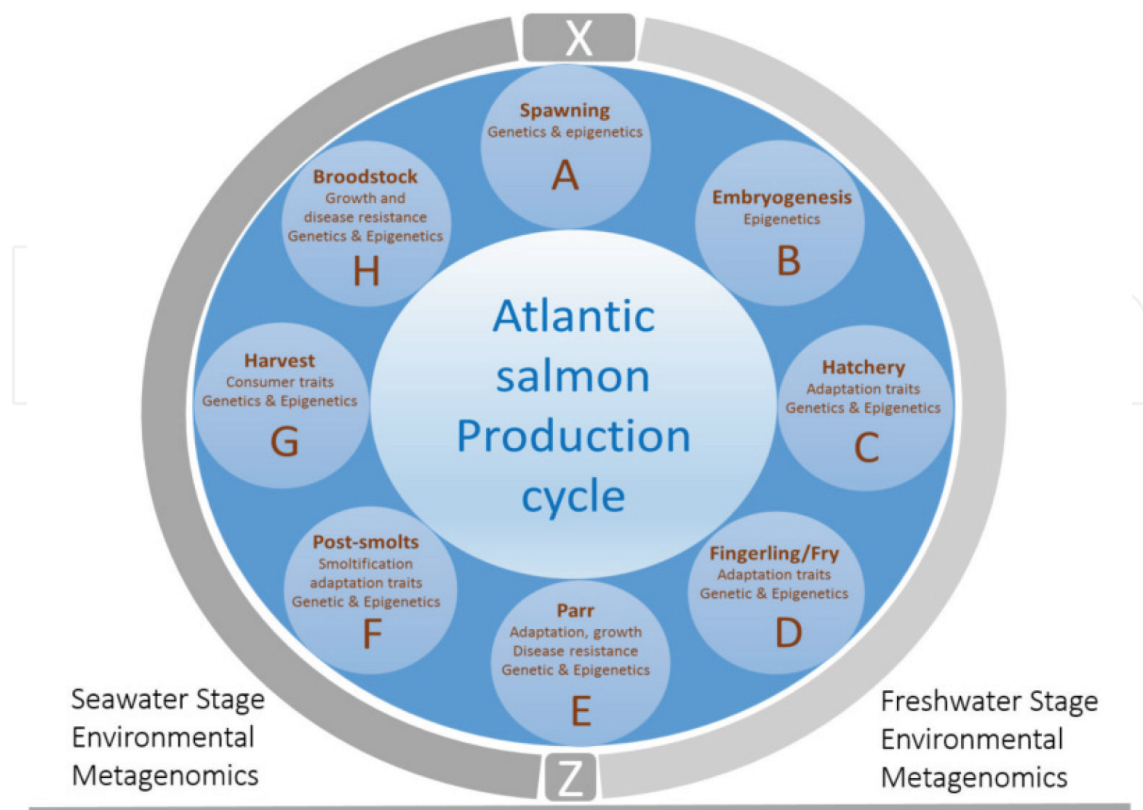 X
Spawning
Genetics & epigenetics
A
Embryogenesis
Epigenetics
B
Hatchery
Adaptation traits
Genetics & Epigenetics
C
Fingerling/Fry
Adaptation traits
Genetic & Epigenetics
D
Parr
Adaptation, growth
Disease resistance
Genetic & Epigenetics
E
Post-smolts
Smoltification
adaptation traits
Genetic & Epigenetics
F
Harvest
Consumer traits
Genetics & Epigenetics
G
Broodstock
Growth and
disease resistance
Genetics & Epigenetics
H
Atlantic
salmon
Production
cycle
Z
Seawater Stage
Environmental
Metagenomics
Freshwater Stage
Environmental
Metagenomics